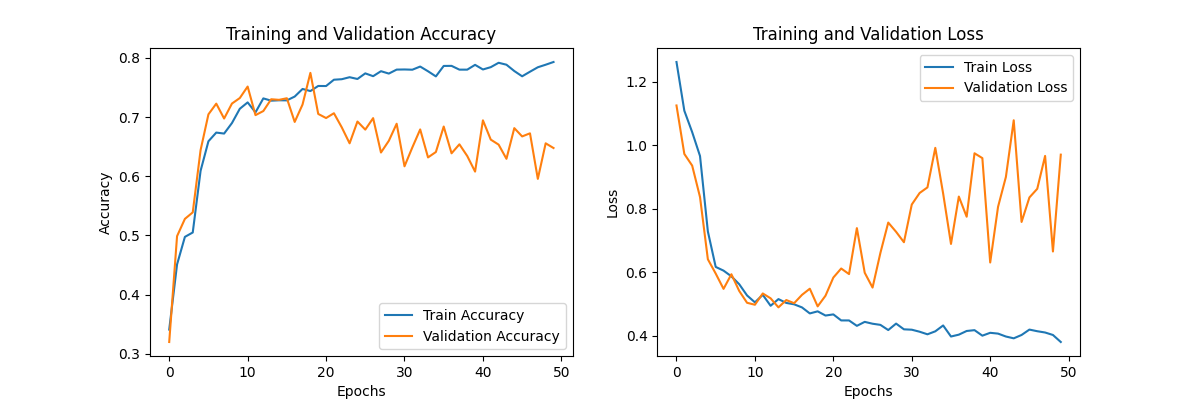 Training and Validation Accuracy
Accuracy
0.8
0.7
0.6
0.5
0.4
0.3
0 10 20 30 40 50
Epochs
Train Accuracy
Validation Accuracy
Training and Validation Loss
Loss
1.2
1.0
0.8
0.6
0.4
0 10 20 30 40 50
Epochs
Train Loss
Validation Loss